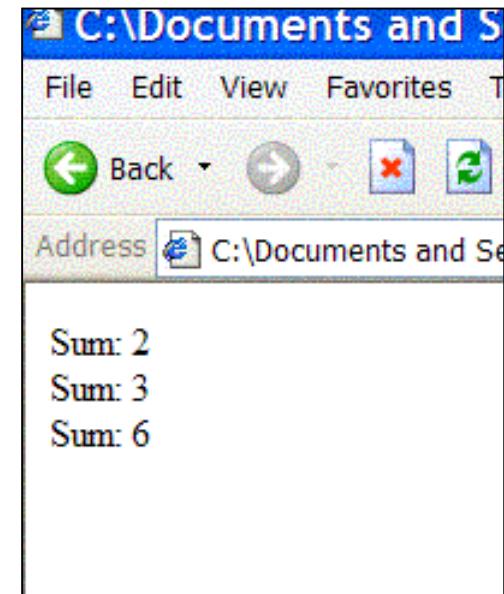 C:\Documents and S
File Edit View Favorites T
Back
Address C:\Documents and Se
Sum: 2
Sum: 3
Sum: 6